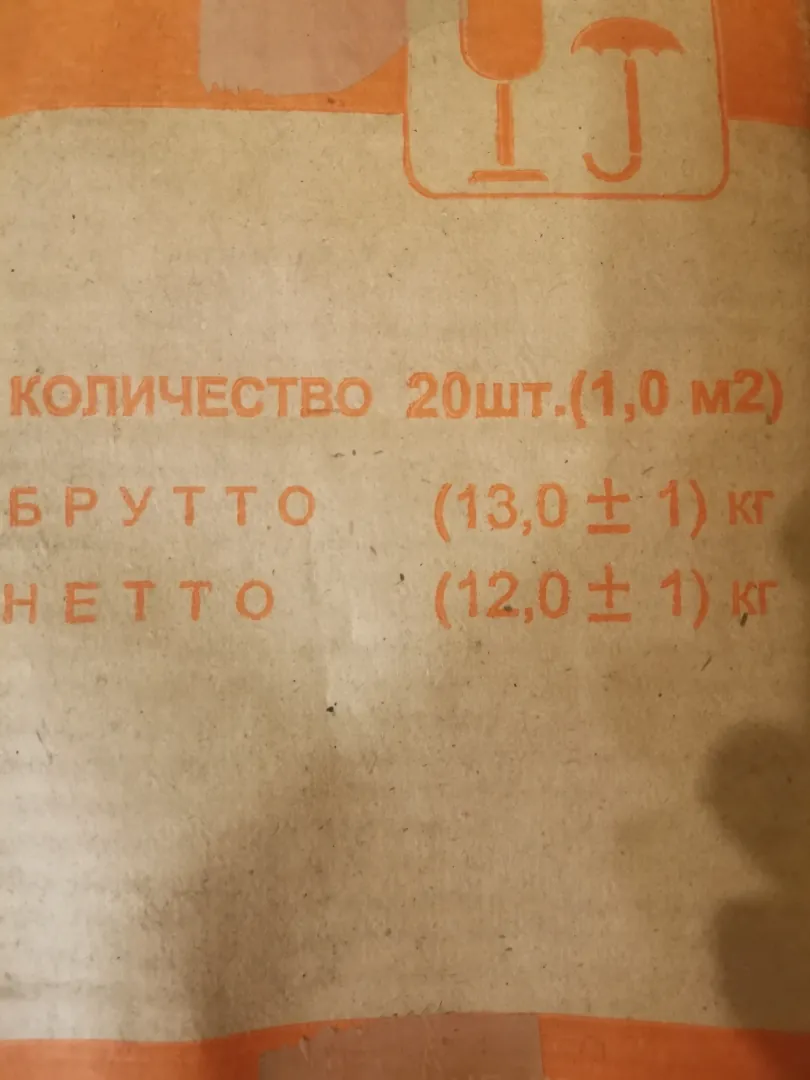 КОЛИЧЕСТВО 20шт.(1,0 м2)
БРУТТО (13,0 ± 1) кг
НЕТТО (12,0 ± 1) кг